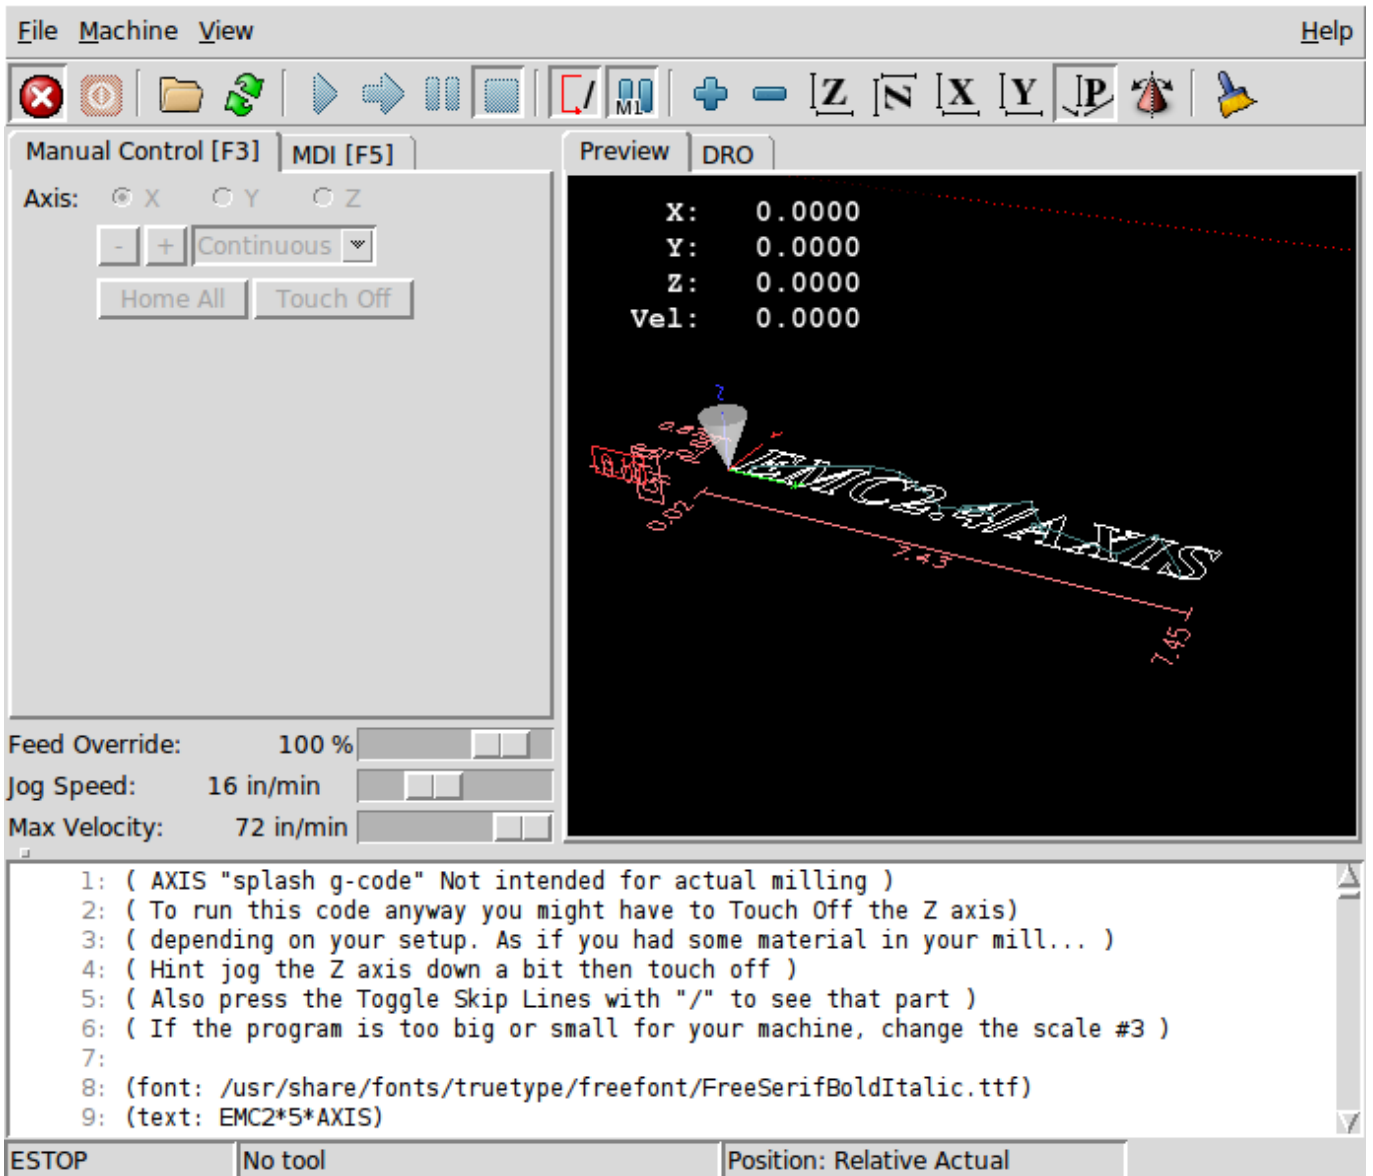 File Machine View Help
M1 Z N X Y P
Manual Control [F3] MDI [F5] Preview DRO
Axis: X Y Z
- + Continuous
Home All Touch Off
X: 0.0000
Y: 0.0000
Z: 0.0000
Vel: 0.0000
Z
EMC2.4/AXIS
0.02
7.43
7.45
Feed Override: 100 %
Jog Speed: 16 in/min
Max Velocity: 72 in/min
1: ( AXIS "splash g-code" Not intended for actual milling )
2: ( To run this code anyway you might have to Touch Off the Z axis)
3: ( depending on your setup. As if you had some material in your mill... )
4: ( Hint jog the Z axis down a bit then touch off )
5: ( Also press the Toggle Skip Lines with "/" to see that part )
6: ( If the program is too big or small for your machine, change the scale #3 )
7:
8: (font: /usr/share/fonts/truetype/freefont/FreeSerifBoldItalic.ttf)
9: (text: EMC2*5*AXIS)
ESTOP No tool Position: Relative Actual